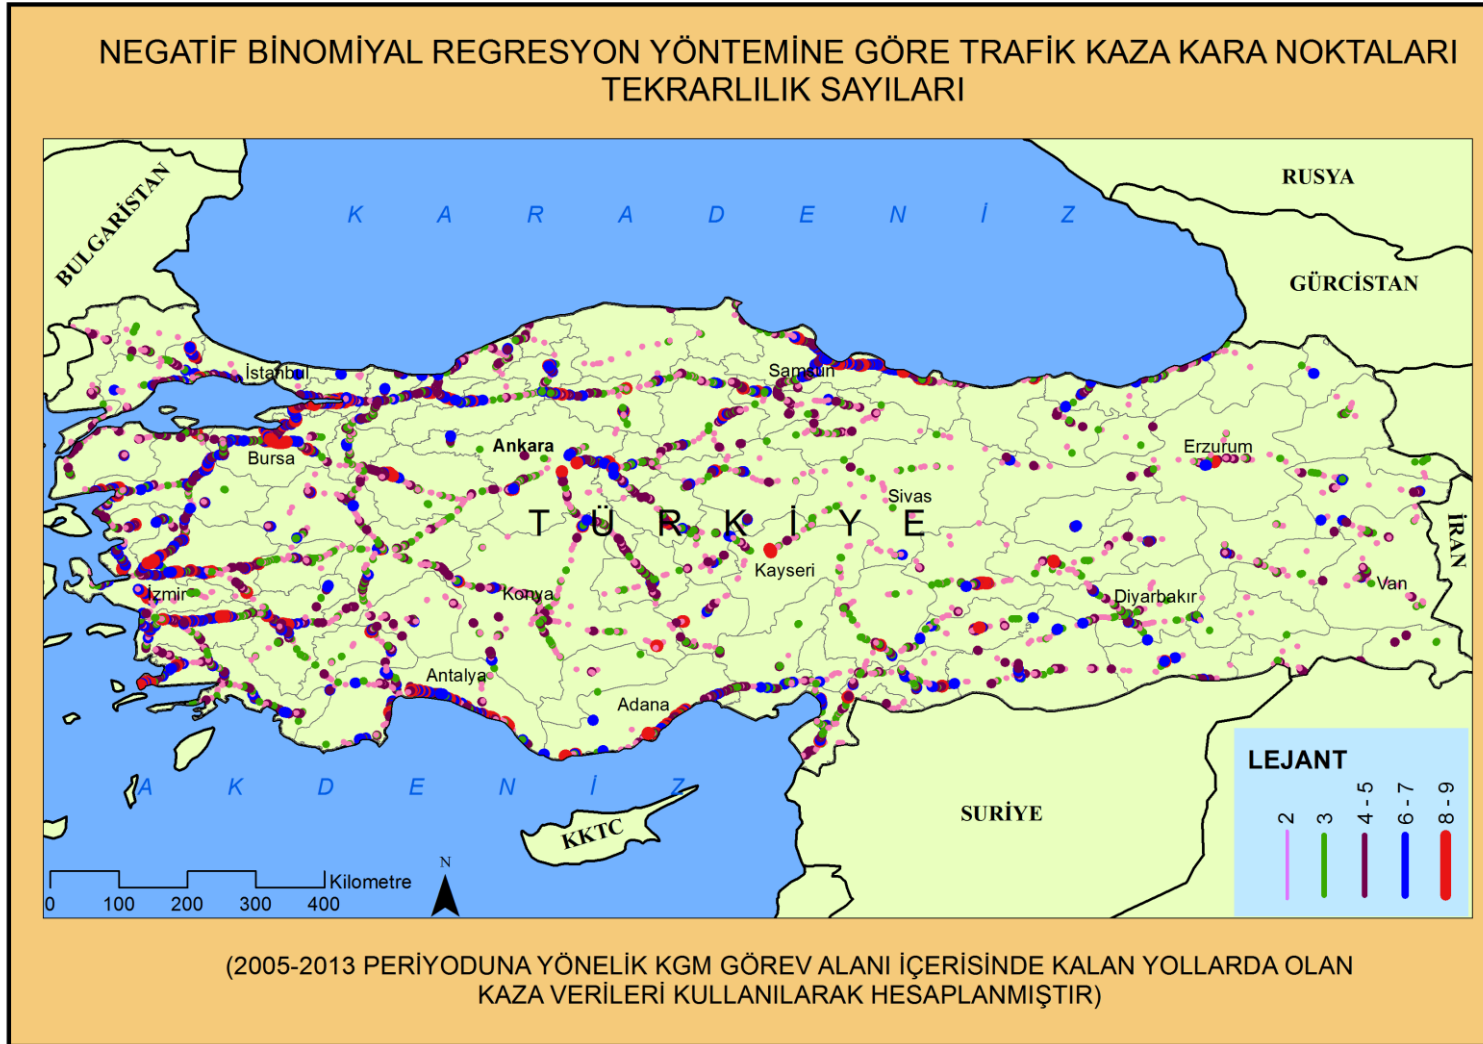 NEGATİF BİNOMİYAL REGRESYON YÖNTEMİNE GÖRE TRAFİK KAZA KARA NOKTALARI
TEKRARLILIK SAYILARI
BULGARİSTAN
K A R A D E N İ Z
RUSYA
GÜRCİSTAN
İstanbul
Samsun
Bursa
Ankara
Erzurum
Sivas
T Ü R K İ Y E
İRAN
Kayseri
Van
İzmir
Konya
Diyarbakır
Antalya
Adana
A K D E N İ Z
KKTC
SURİYE
LEJANT
2
3
4 - 5
6 - 7
8 - 9
N
Kilometre
0 100 200 300 400
(2005-2013 PERİYODUNA YÖNELİK KGM GÖREV ALANI İÇERİSİNDE KALAN YOLLARDA OLAN
KAZA VERİLERİ KULLANILARAK HESAPLANMIŞTIR)